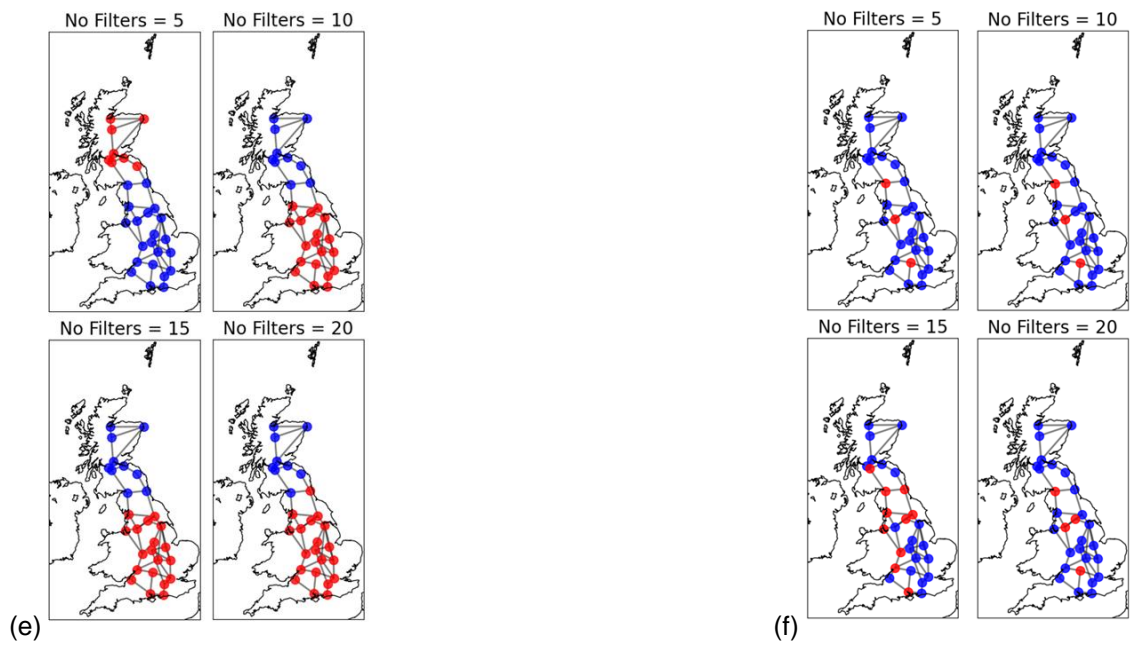 No Filters = 5
No Filters = 10
No Filters = 15
No Filters = 20
(e)
No Filters = 5
No Filters = 10
No Filters = 15
No Filters = 20
(f)